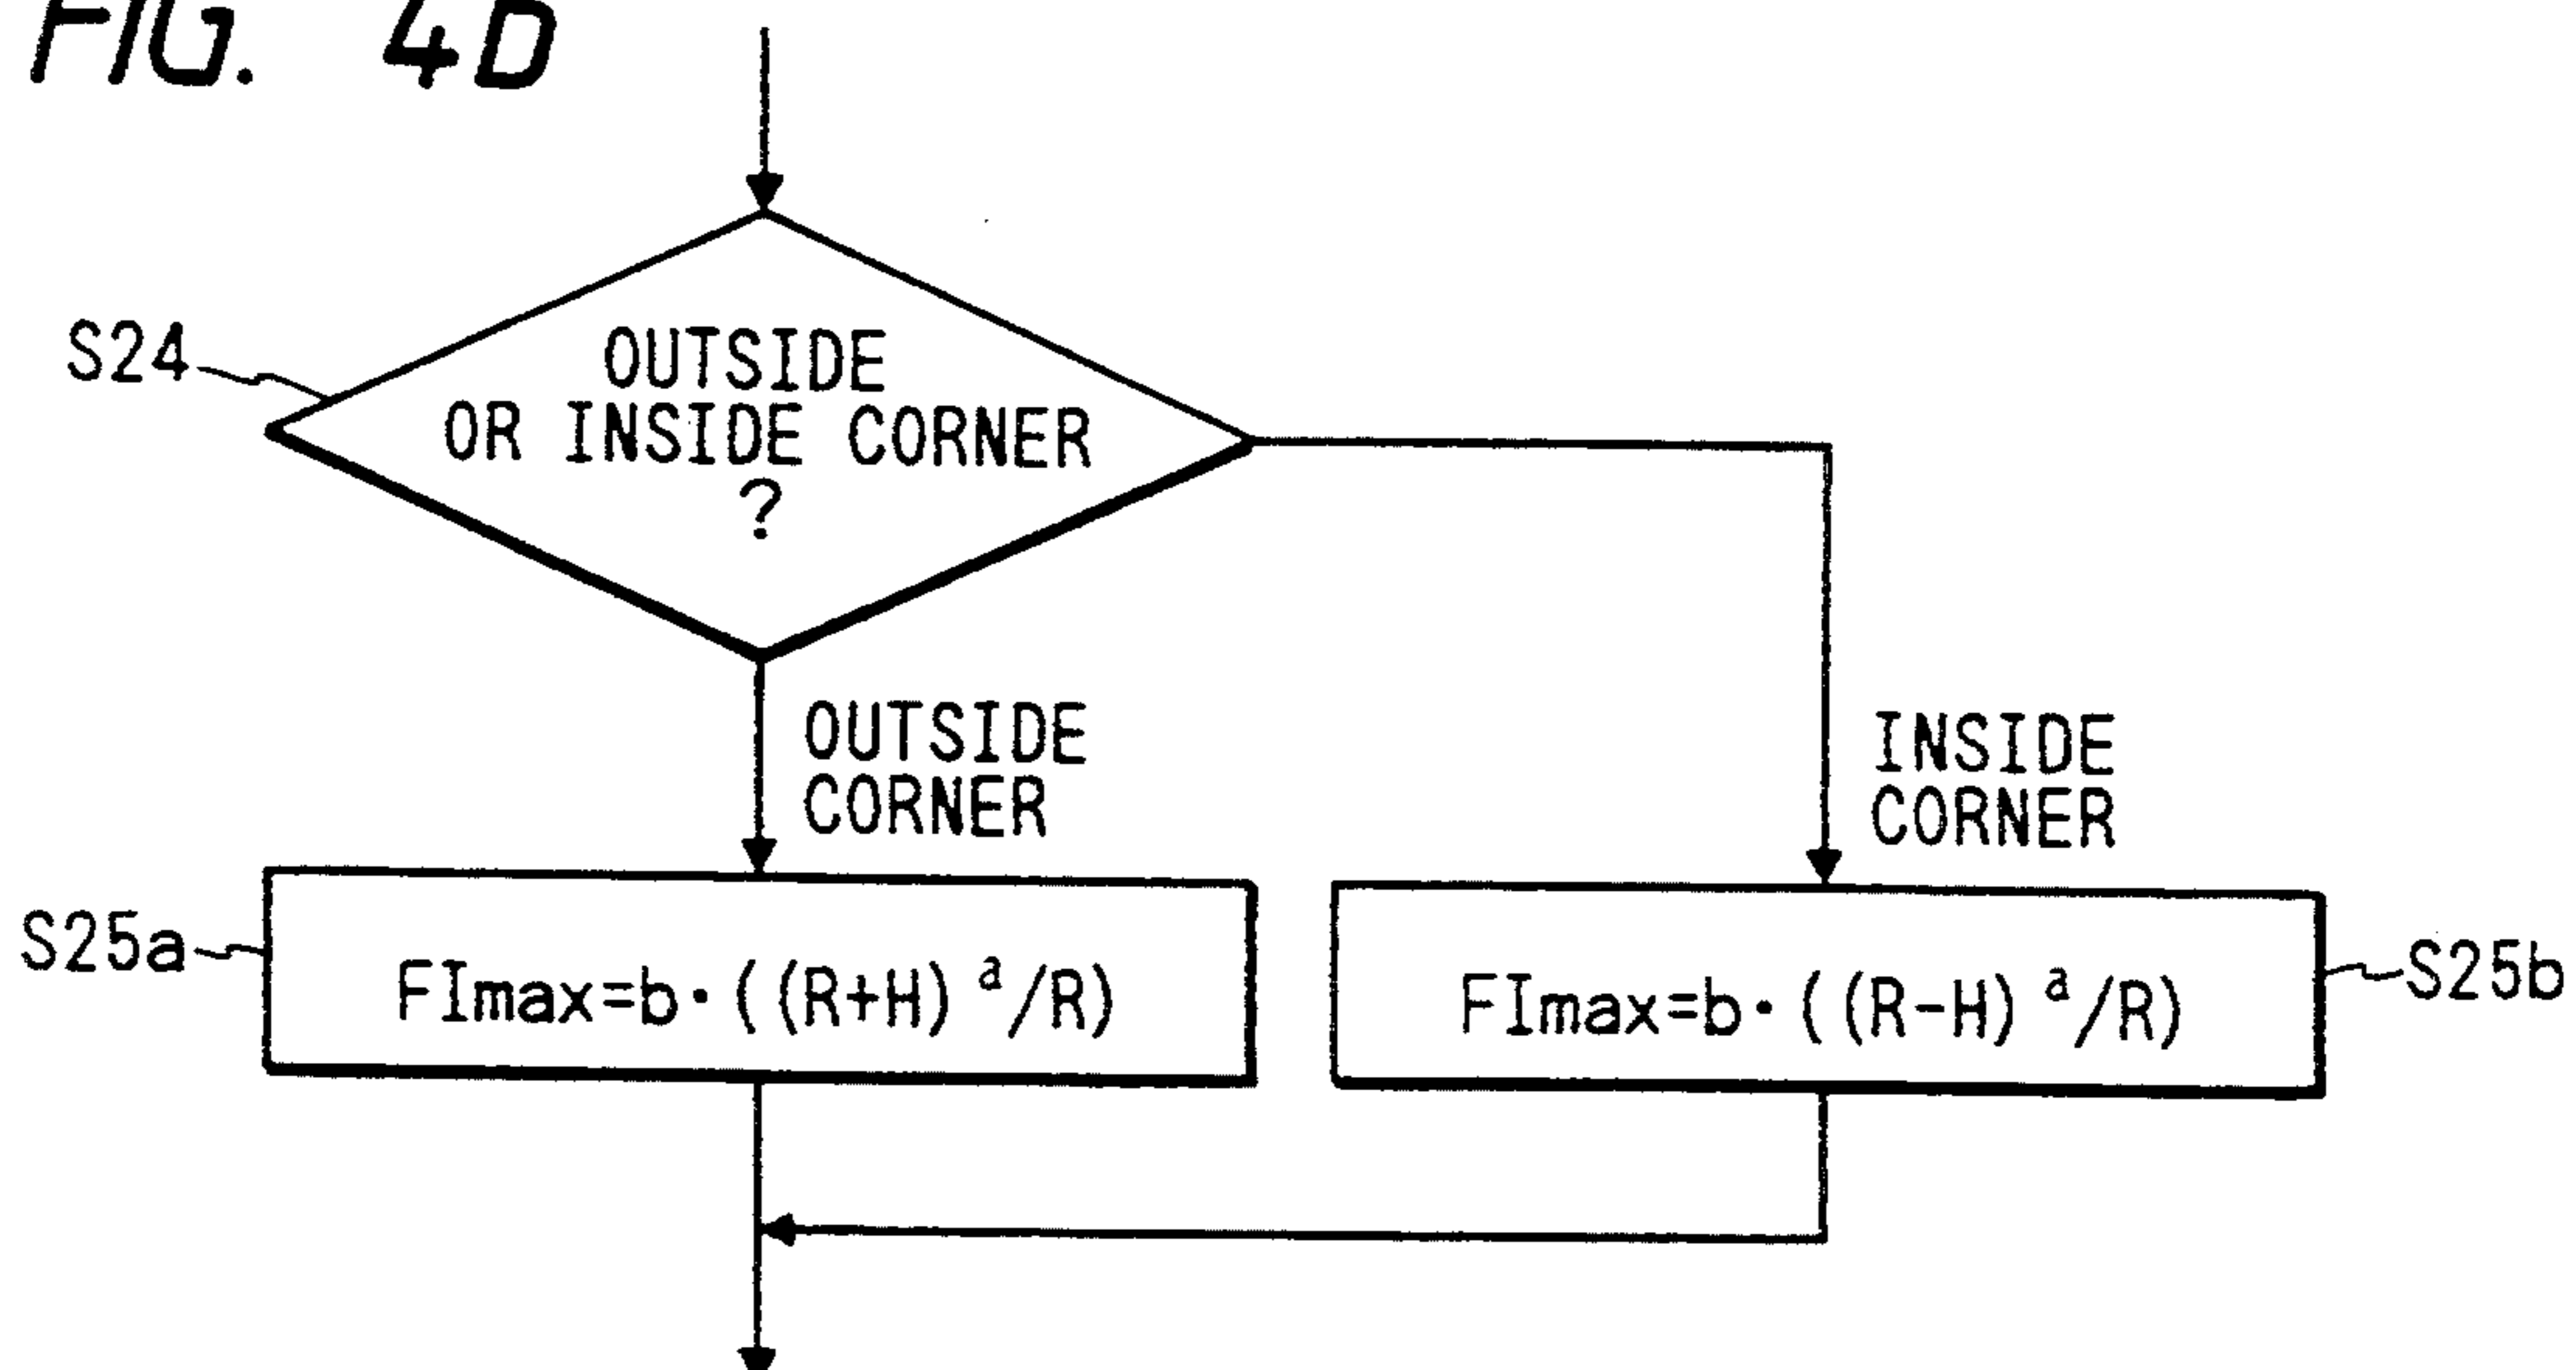 FIG. 4b
S24
OUTSIDE
OR INSIDE CORNER
?
OUTSIDE
CORNER
INSIDE
CORNER
S25a
FImax=b·((R+H)ᵃ/R)
FImax=b·((R-H)ᵃ/R)
S25b